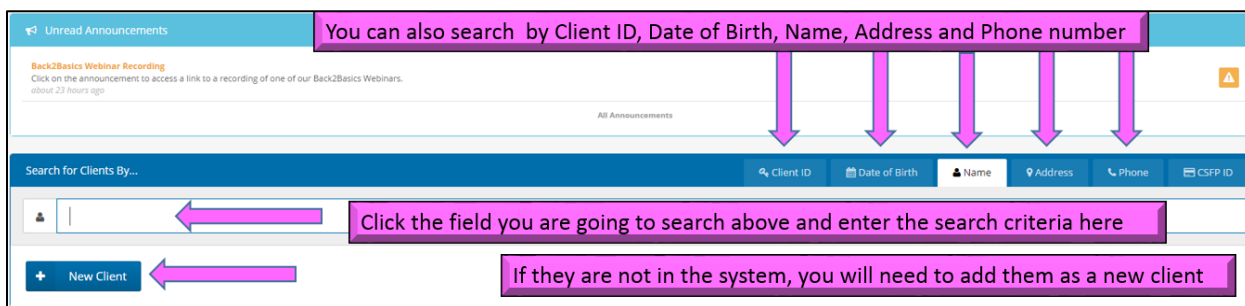 Unread Announcements
You can also search by Client ID, Date of Birth, Name, Address and Phone number
Back2Basics Webinar Recording
Click on the announcement to access a link to a recording of one of our Back2Basics Webinars.
about 23 hours ago
All Announcements
Search for Clients By...
Client ID
Date of Birth
Name
Address
Phone
CSFP ID
Click the field you are going to search above and enter the search criteria here
New Client
If they are not in the system, you will need to add them as a new client